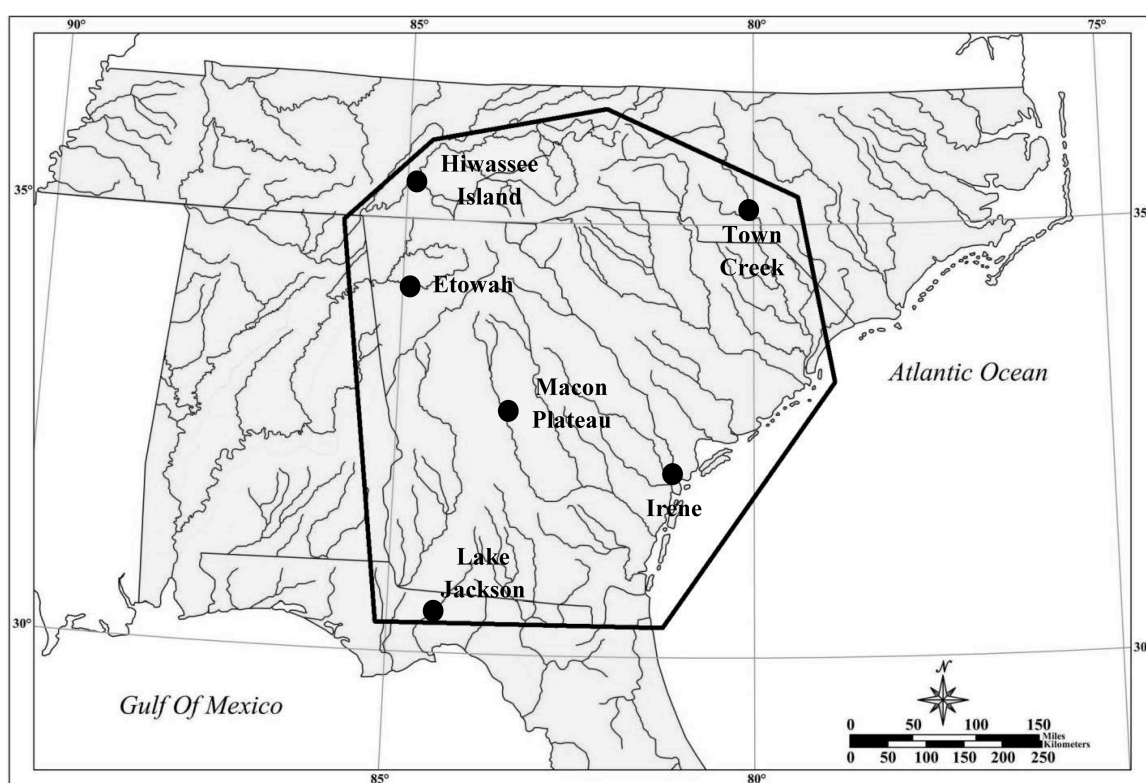 90°
85°
80°
75°
Hiwassee
Island
35°
35°
Town
Creek
Etowah
Atlantic Ocean
Macon
Plateau
Irene
Lake
Jackson
30°
30
N
Gulf Of Mexico
0 50 100 150
Miles
Kilometers
0 50 100 150 200 250
85°
80°